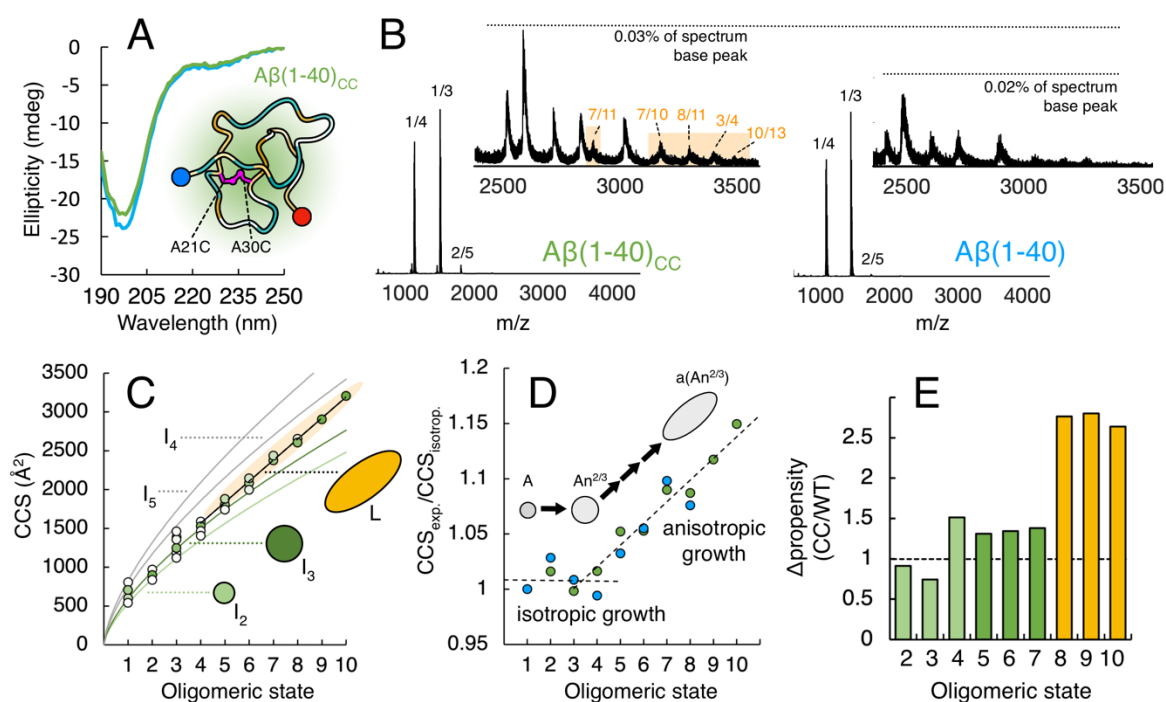 A
Aβ(1-40)CC
Ellipticity (mdeg)
0
-5
-10
-15
-20
-25
-30
A21C
A30C
190 205 220 235 250
Wavelength (nm)
B
0.03% of spectrum
base peak
1/3
1/4
2/5
7/11
7/10
8/11
3/4
10/13
2500 3000 3500
Aβ(1-40)CC
1000 2000 3000 4000
m/z
0.02% of spectrum
base peak
1/3
1/4
2/5
2500 3000 3500
Aβ(1-40)
1000 2000 3000 4000
m/z
C
CCS (Å²)
3500
3000
2500
2000
1500
1000
500
0
I4
I5
L
I3
I2
1 2 3 4 5 6 7 8 9 10
Oligomeric state
D
CCSexp./CCSisotrop.
1.2
1.15
1.1
1.05
1
0.95
a(An2/3)
A
An2/3
anisotropic
growth
isotropic growth
1 2 3 4 5 6 7 8 9 10
Oligomeric state
E
Δpropensity
(CC/WT)
2.5
2
1.5
1
0.5
0
2 3 4 5 6 7 8 9 10
Oligomeric state